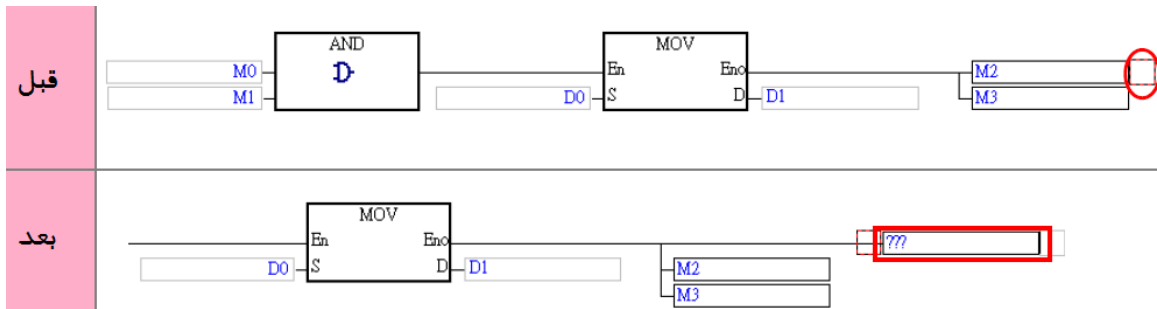 قبل
AND
M0
M1
MOV
En Eno
D0 S D D1
M2
M3
بعد
MOV
En Eno
D0 S D D1
M2
M3
???